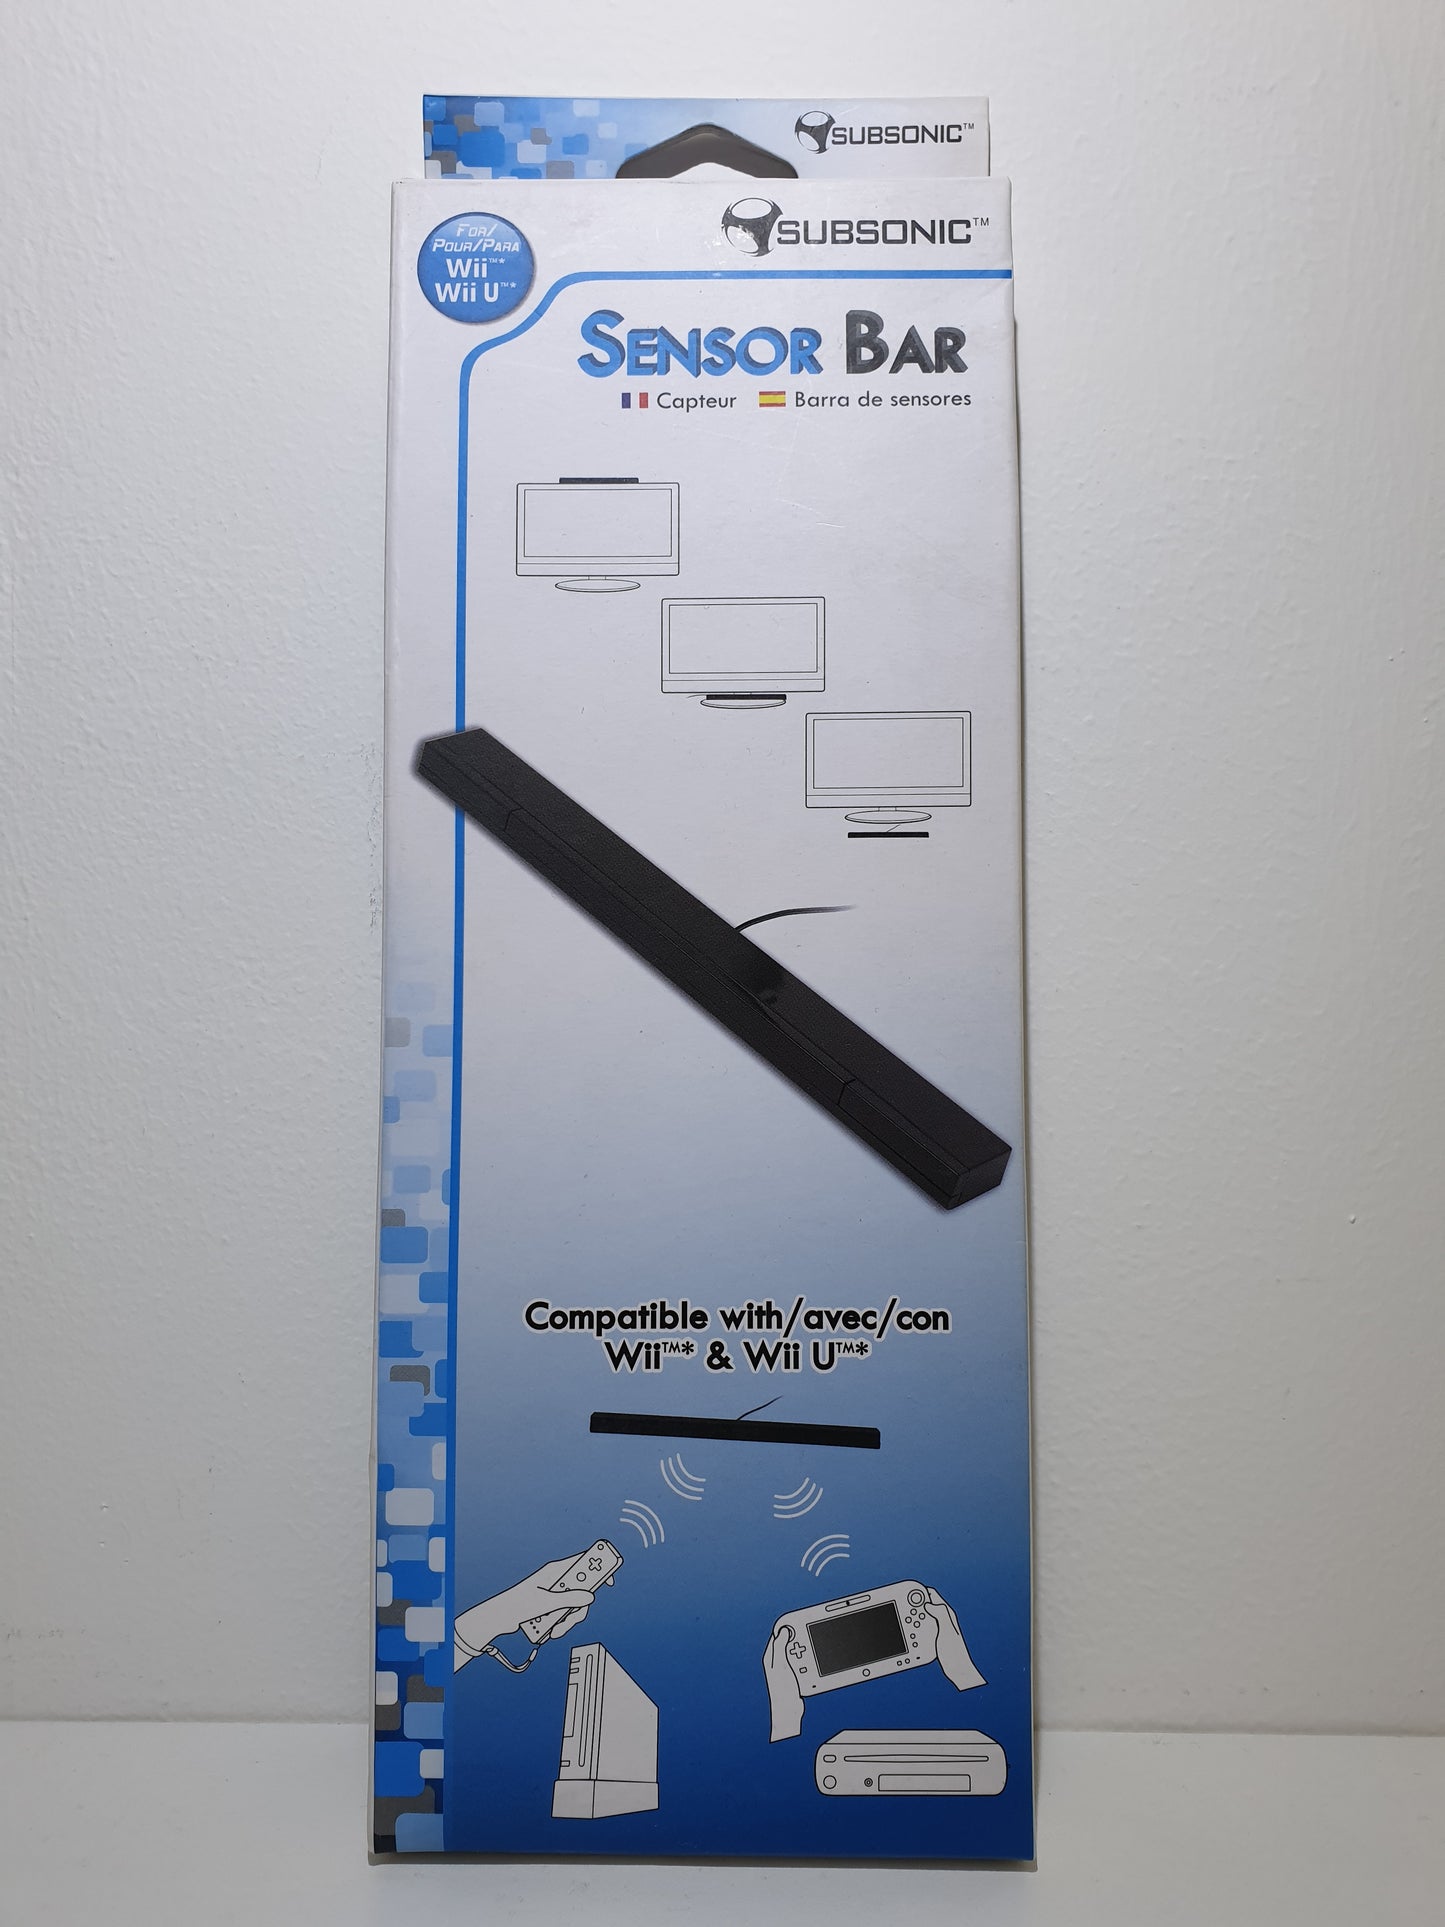 SUBSONIC™
SUBSONIC™
FOR/
POUR/PARA
Wii™*
Wii U™*
SENSOR BAR
Capteur Barra de sensores
Compatible with/avec/con
Wii™* & Wii U™*